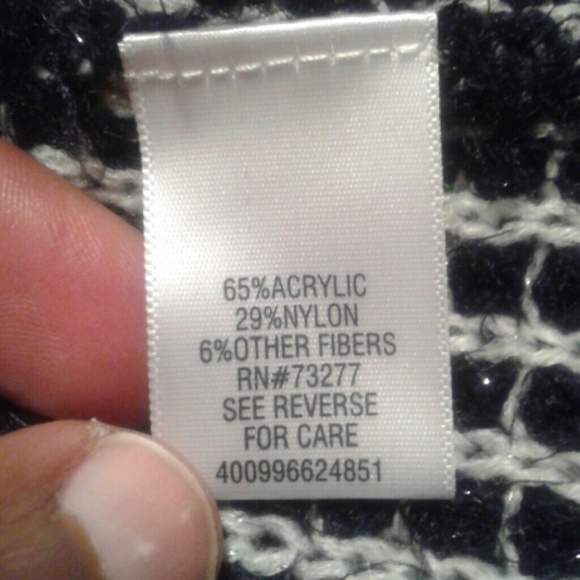 65%ACRYLIC
29%NYLON
6%OTHER FIBERS
RN#73277
SEE REVERSE
FOR CARE
400996624851